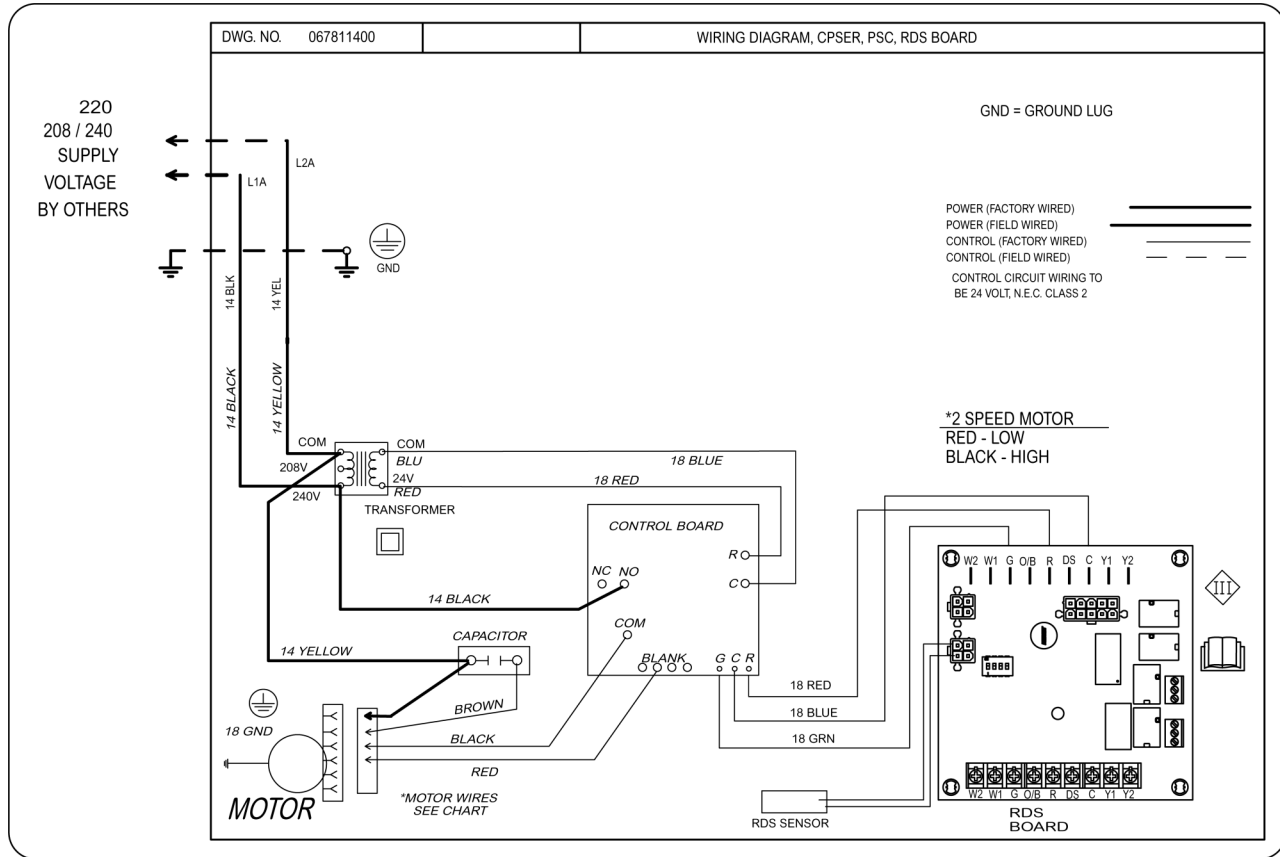 DWG. NO. 067811400
WIRING DIAGRAM, CPSER, PSC, RDS BOARD
220
208 / 240
SUPPLY
VOLTAGE
BY OTHERS
L2A
L1A
GND
GND = GROUND LUG
POWER (FACTORY WIRED)
POWER (FIELD WIRED)
CONTROL (FACTORY WIRED)
CONTROL (FIELD WIRED)
CONTROL CIRCUIT WIRING TO
BE 24 VOLT, N.E.C. CLASS 2
14 BLK
14 YEL
14 BLACK
14 YELLOW
*2 SPEED MOTOR
RED - LOW
BLACK - HIGH
COM
208V
240V
COM
BLU
24V
RED
TRANSFORMER
18 BLUE
18 RED
CONTROL BOARD
R
C
NC NO
COM
BLANK
G C R
14 BLACK
14 YELLOW
CAPACITOR
BROWN
BLACK
RED
18 GND
MOTOR
*MOTOR WIRES
SEE CHART
18 RED
18 BLUE
18 GRN
RDS SENSOR
W2 W1 G O/B R DS C Y1 Y2
III
W2 W1 G O/B R DS C Y1 Y2
RDS
BOARD